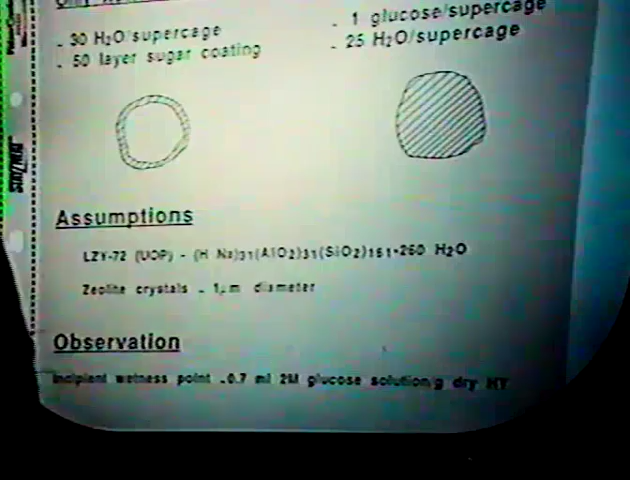 - 30 H2O/supercage
- 50 layer sugar coating
- 1 glucose/supercage
- 25 H2O/supercage
Assumptions
LZY-72 (UOP) - (H Na)31(AlO2)31(SiO2)161•260 H2O
Zeolite crystals - 1μm diameter
Observation
Incipient wetness point -0.7 ml 2M glucose solution/g dry HY